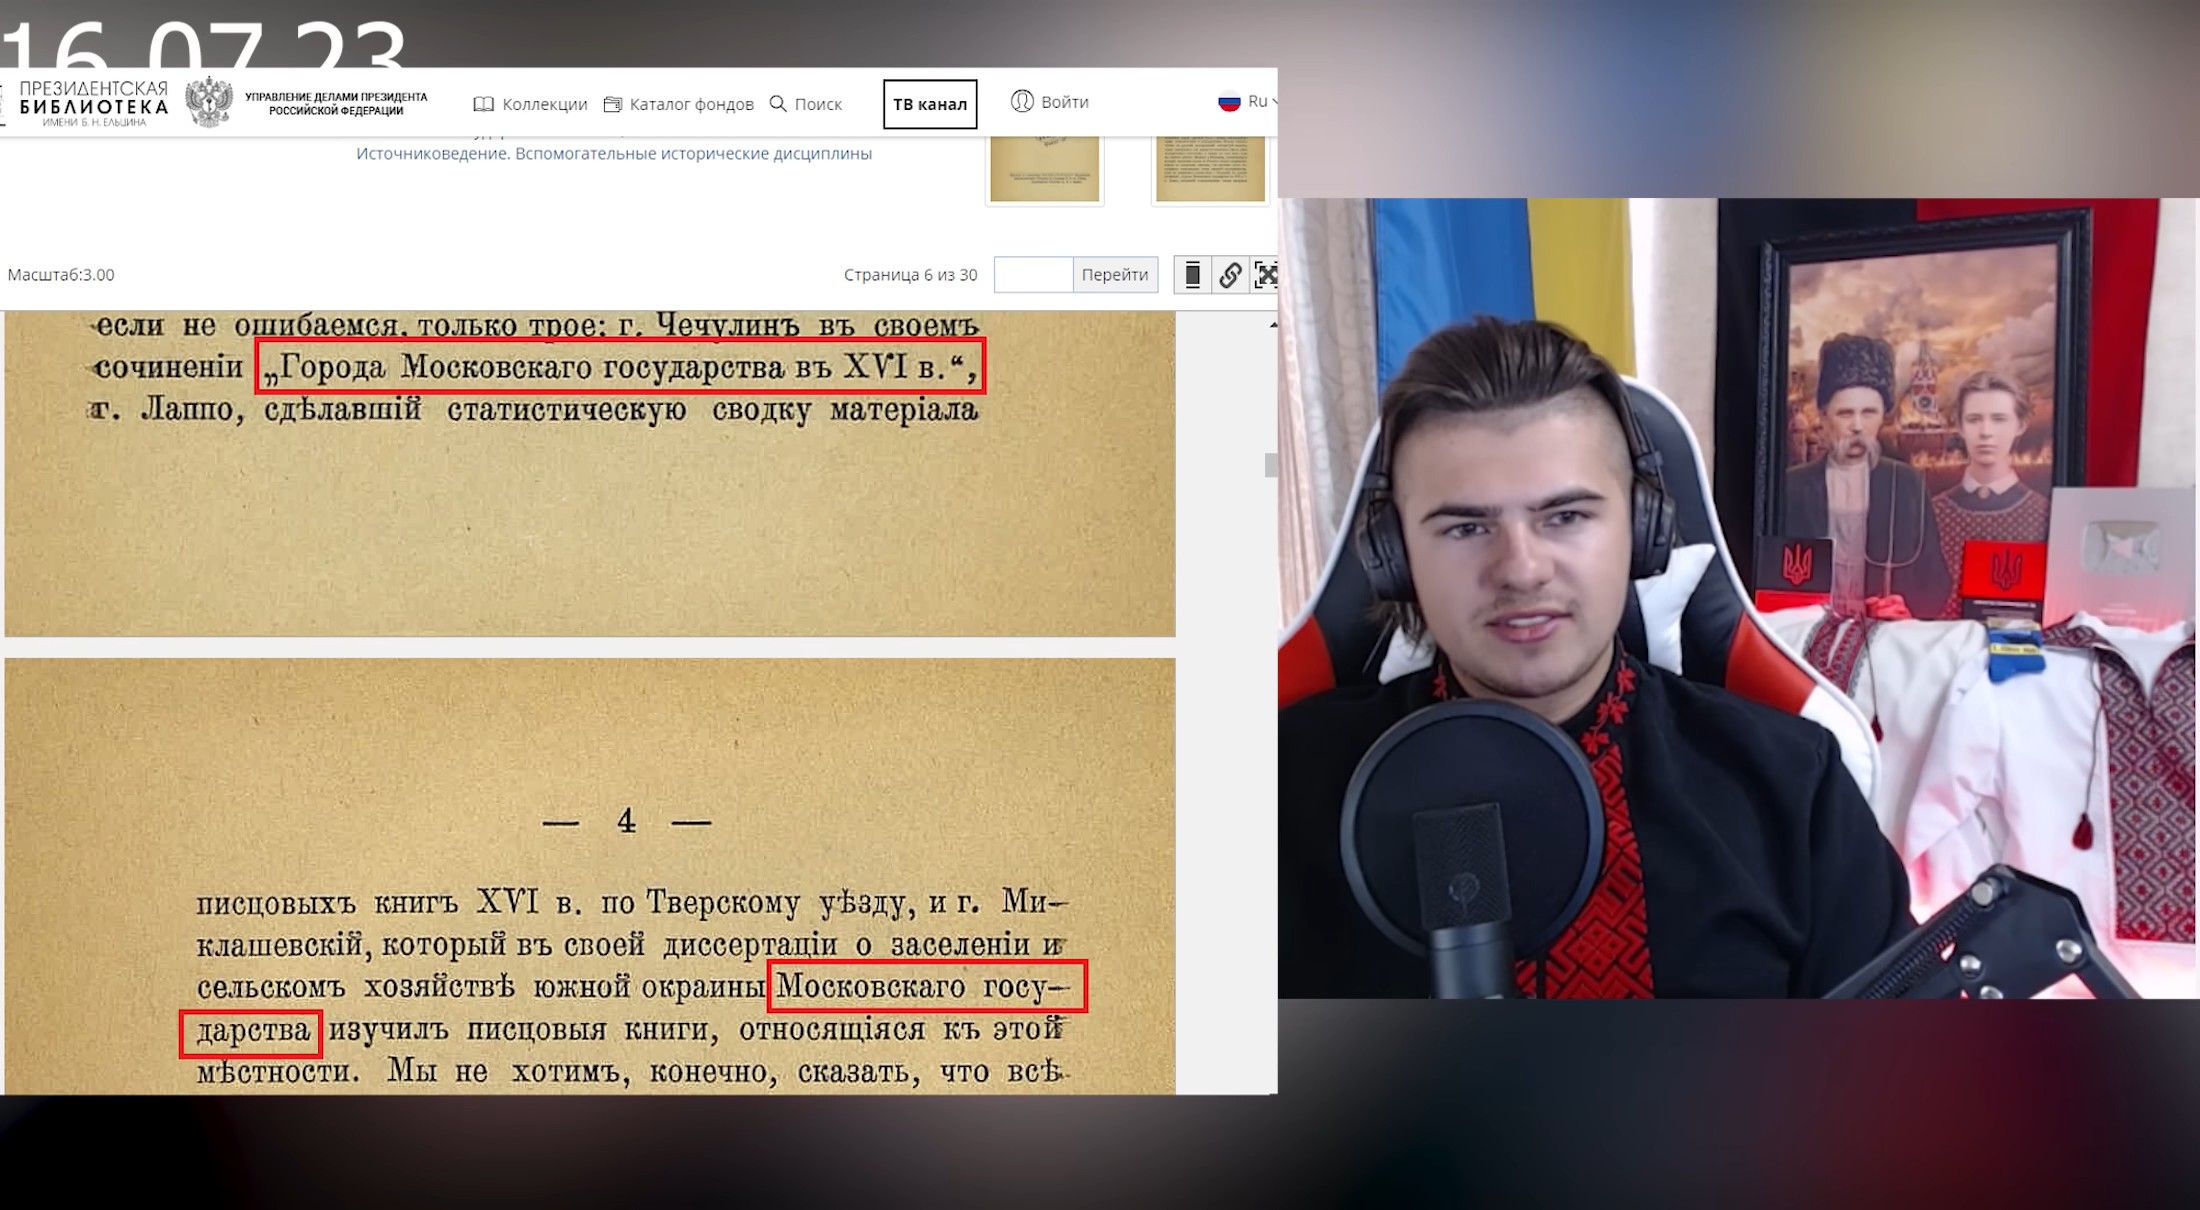 16.07.23
ПРЕЗИДЕНТСКАЯ
БИБЛИОТЕКА
ИМЕНИ Б. Н. ЕЛЬЦИНА
УПРАВЛЕНИЕ ДЕЛАМИ ПРЕЗИДЕНТА
РОССИЙСКОЙ ФЕДЕРАЦИИ
Коллекции
Каталог фондов
Поиск
ТВ канал
Войти
Ru
Источниковедение. Вспомогательные исторические дисциплины
Масштаб:3.00
Страница 6 из 30
Перейти
если не ошибаемся, только трое: г. Чечулинъ въ своемъ
сочиненіи „Города Московскаго государства въ XVI в.“,
г. Лаппо, сдѣлавшій статистическую сводку матеріала
— 4 —
писцовыхъ книгъ XVI в. по Тверскому уѣзду, и г. Ми-
клашевскій, который въ своей диссертаціи о заселеніи и
сельскомъ хозяйствѣ южной окраины Московскаго госу-
дарства изучилъ писцовыя книги, относящіяся къ этой
мѣстности. Мы не хотимъ, конечно, сказать, что всѣ